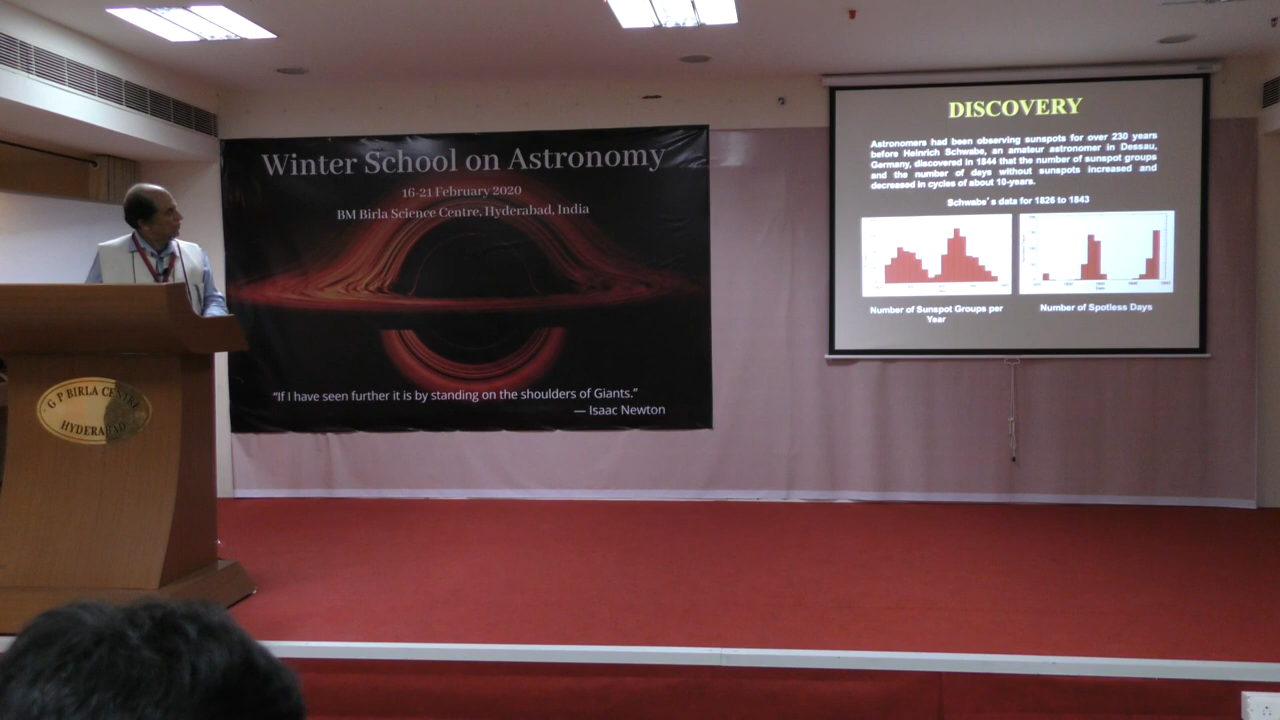 Winter School on Astronomy
16-21 February 2020
BM Birla Science Centre, Hyderabad, India
“If I have seen further it is by standing on the shoulders of Giants.”
— Isaac Newton
G P BIRLA CENTRE
HYDERABAD
DISCOVERY
Astronomers had been observing sunspots for over 230 years
before Heinrich Schwabe, an amateur astronomer in Dessau,
Germany, discovered in 1844 that the number of sunspot groups
and the number of days without sunspots increased and
decreased in cycles of about 10-years.
Schwabe's data for 1826 to 1843
Number of Sunspot Groups per
Year
Number of Spotless Days